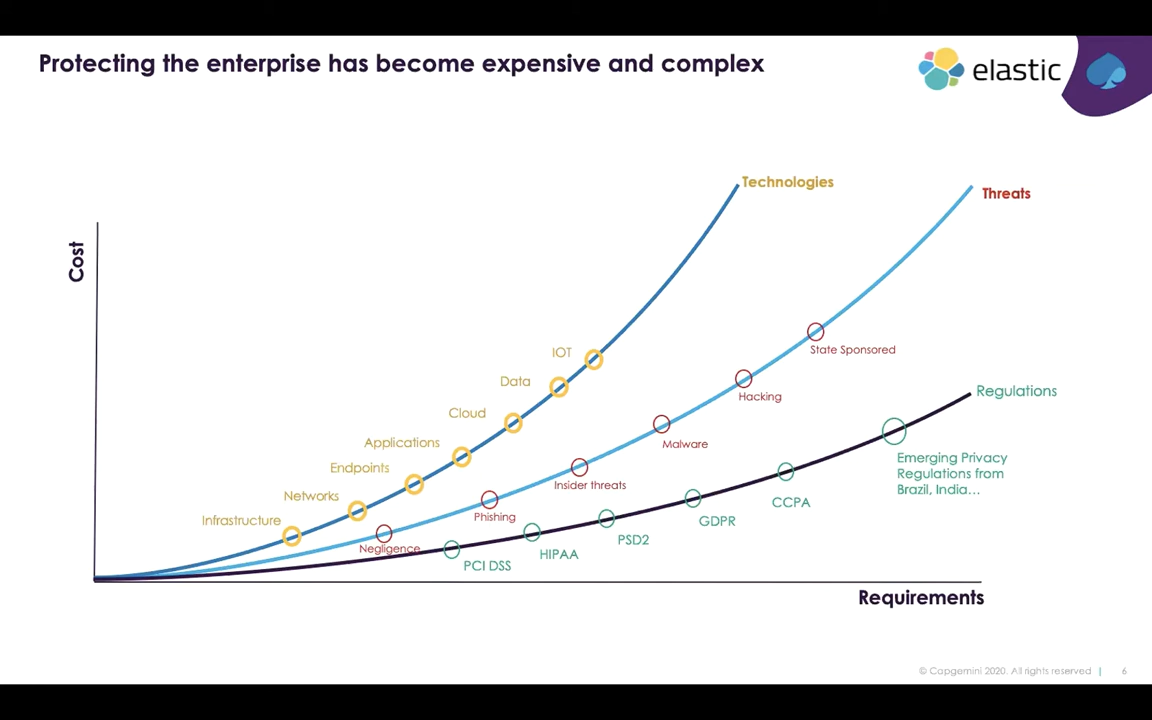 Protecting the enterprise has become expensive and complex
elastic
Technologies
Threats
Cost
IOT
State Sponsored
Data
Hacking
Regulations
Cloud
Applications
Malware
Emerging Privacy
Regulations from
Brazil, India...
Endpoints
Insider threats
Networks
Phishing
CCPA
Infrastructure
GDPR
Negligence
PSD2
HIPAA
PCI DSS
Requirements
© Capgemini 2020. All rights reserved |
6